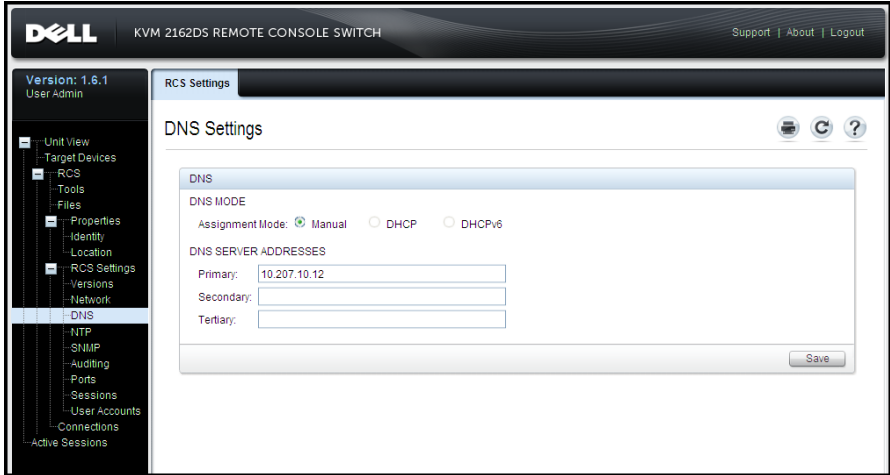 DELL KVM 2162DS REMOTE CONSOLE SWITCH Support | About | Logout
Version: 1.6.1
User Admin
Unit View
Target Devices
RCS
Tools
Files
Properties
Identity
Location
RCS Settings
Versions
Network
DNS
NTP
SNMP
Auditing
Ports
Sessions
User Accounts
Connections
Active Sessions
RCS Settings
DNS Settings
?
DNS
DNS MODE
Assignment Mode: Manual DHCP DHCPv6
DNS SERVER ADDRESSES
Primary: 10.207.10.12
Secondary:
Tertiary:
Save